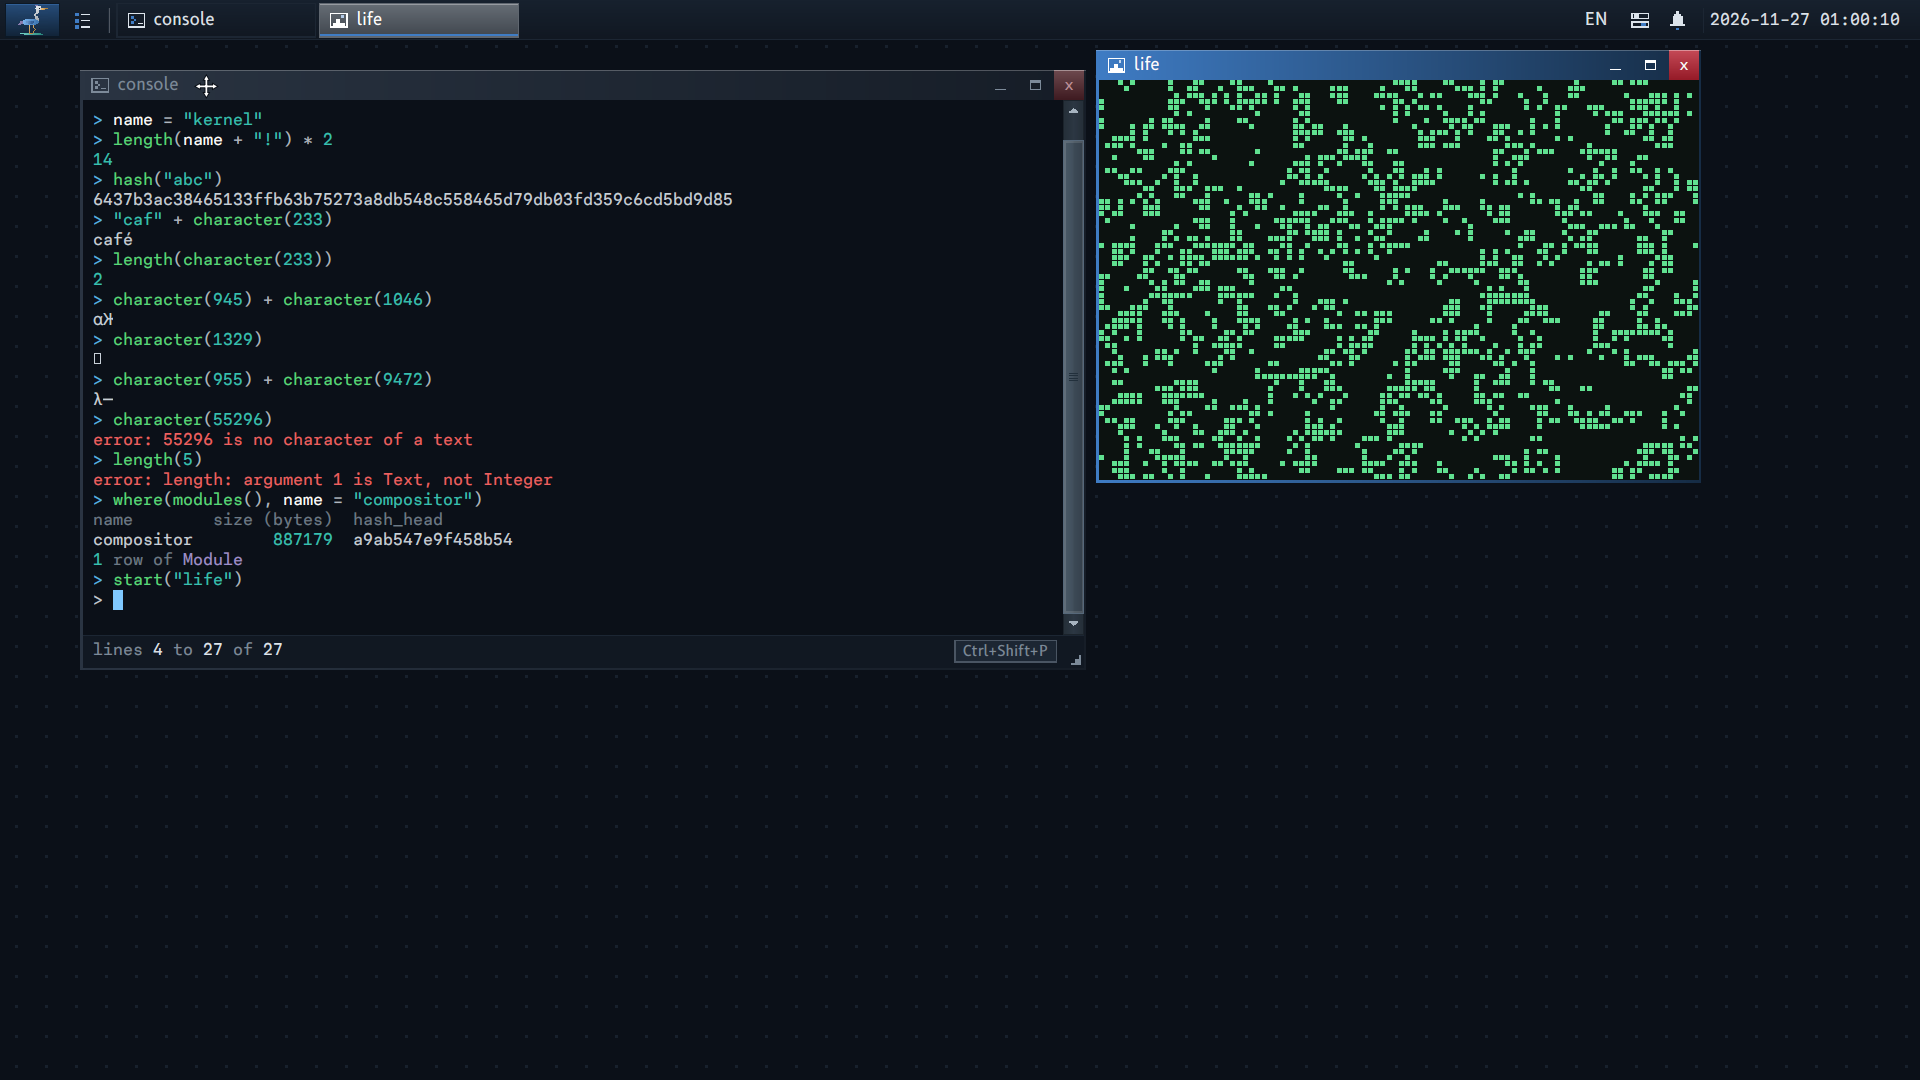 console
life
EN
2026-11-27 01:00:10
console
> name = "kernel"
> length(name + "!") * 2
14
> hash("abc")
6437b3ac38465133ffb63b75273a8db548c558465d79db03fd359c6cd5bd9d85
> "caf" + character(233)
café
> length(character(233))
2
> character(945) + character(1046)
αЖ
> character(1329)
> character(955) + character(9472)
λ─
> character(55296)
error: 55296 is no character of a text
> length(5)
error: length: argument 1 is Text, not Integer
> where(modules(), name = "compositor")
name size (bytes) hash_head
compositor 887179 a9ab547e9f458b54
1 row of Module
> start("life")
>
lines 4 to 27 of 27
Ctrl+Shift+P
life